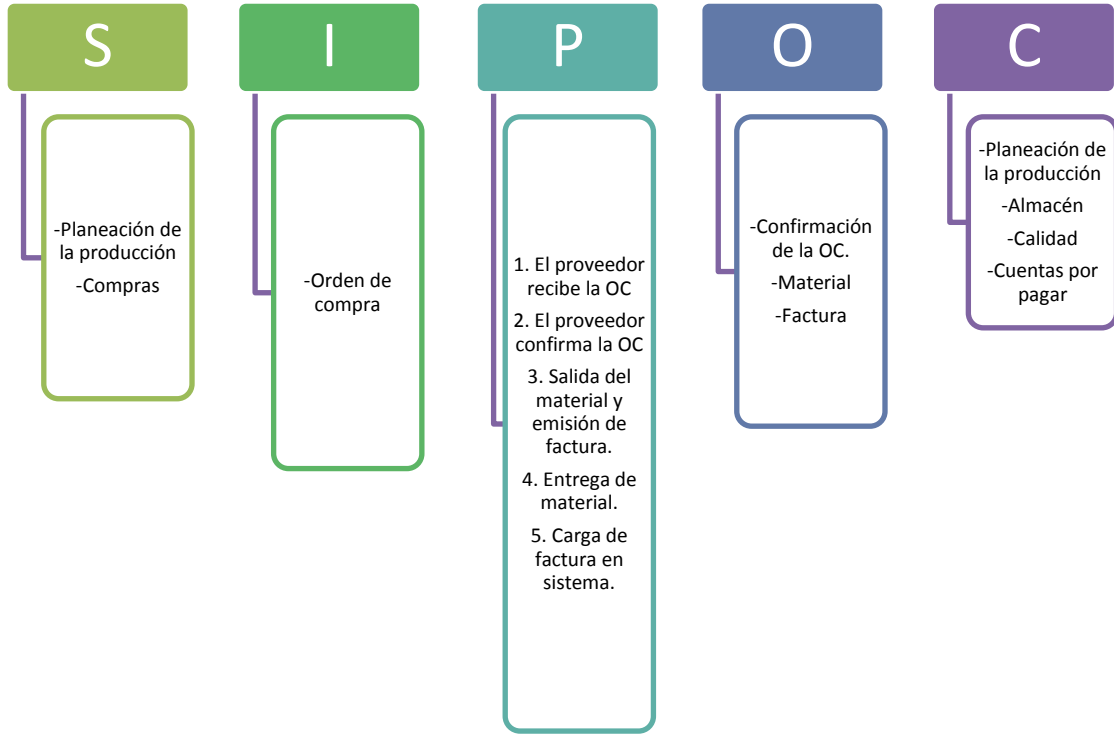 S
I
P
O
C
-Planeación de
la producción
-Compras
-Orden de
compra
1. El proveedor
recibe la OC
2. El proveedor
confirma la OC
3. Salida del
material y
emisión de
factura.
4. Entrega de
material.
5. Carga de
factura en
sistema.
-Confirmación
de la OC.
-Material
-Factura
-Planeación de
la producción
-Almacén
-Calidad
-Cuentas por
pagar